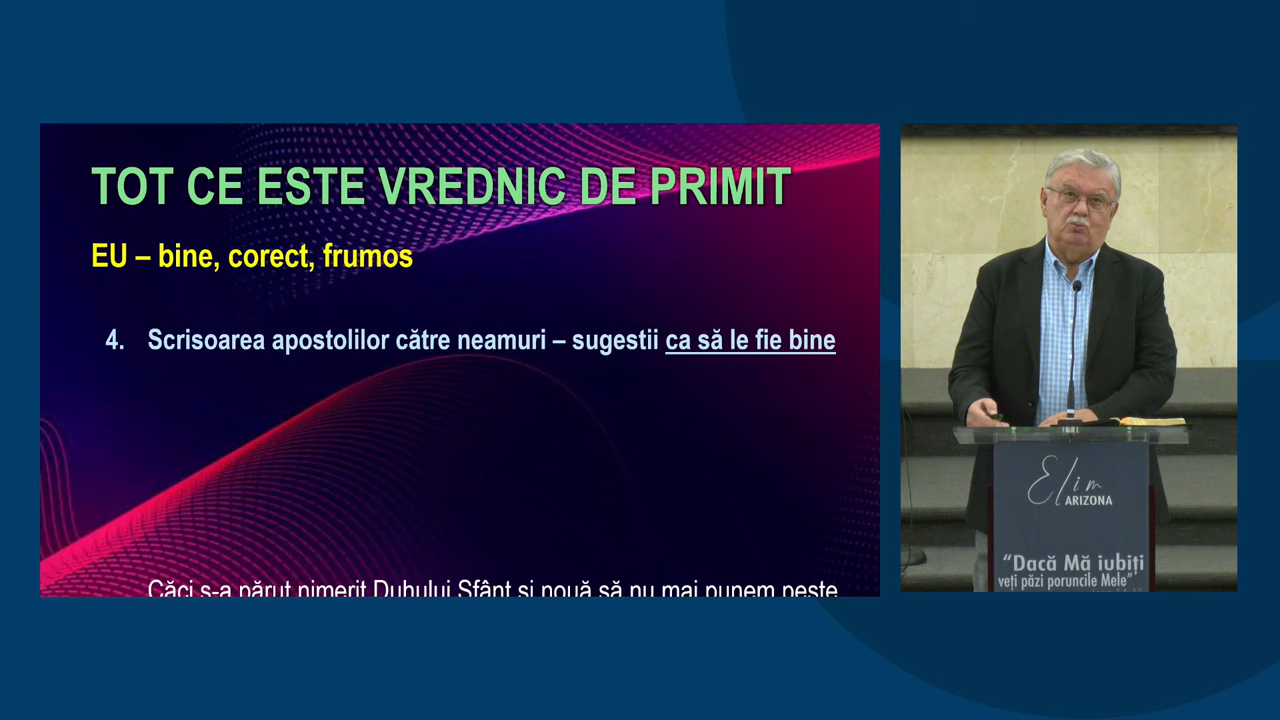 TOT CE ESTE VREDNIC DE PRIMIT
EU – bine, corect, frumos
4. Scrisoarea apostolilor către neamuri – sugestii ca să le fie bine
Căci s-a părut nimerit Duhului Sfânt și nouă să nu mai punem peste
Elim
ARIZONA
“Dacă Mă iubiți
veți păzi poruncile Mele”